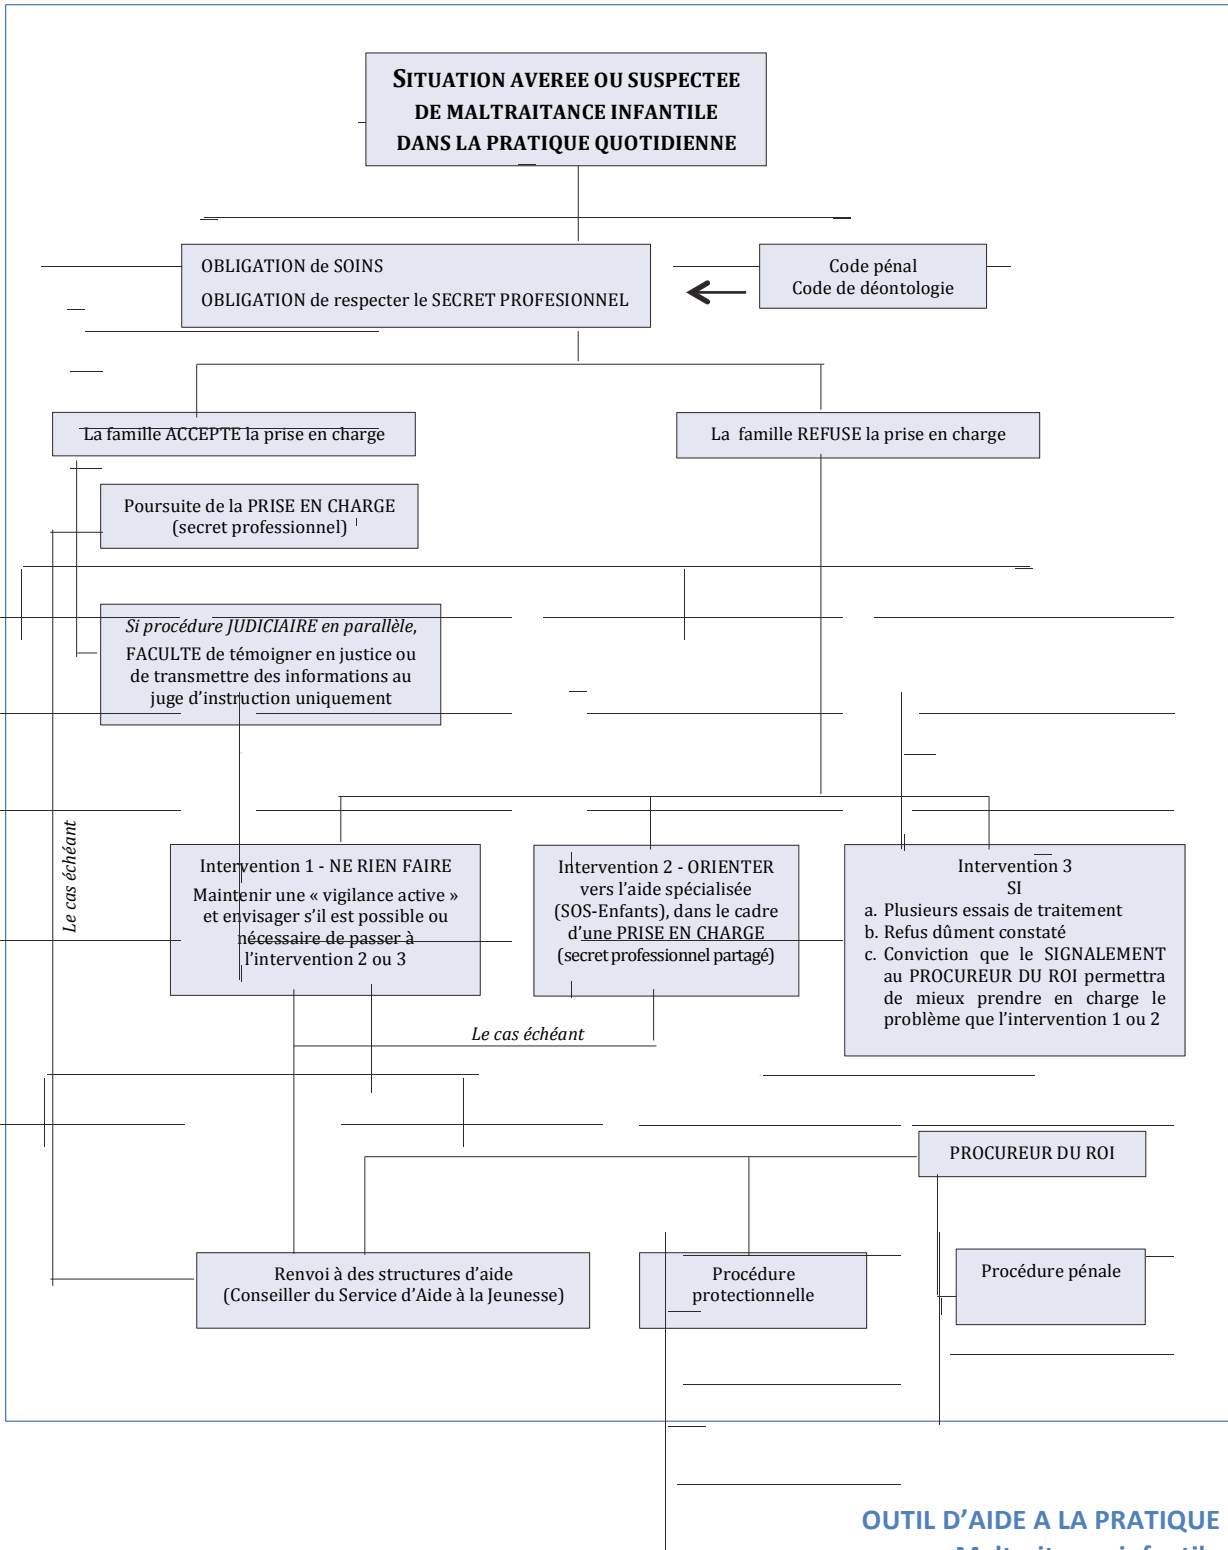 SITUATION AVEREE OU SUSPECTEE
DE MALTRAITANCE INFANTILE
DANS LA PRATIQUE QUOTIDIENNE
OBLIGATION de SOINS
OBLIGATION de respecter le SECRET PROFESIONNEL
Code pénal
Code de déontologie
La famille ACCEPTE la prise en charge
La famille REFUSE la prise en charge
Poursuite de la PRISE EN CHARGE
(secret professionnel)
Si procédure JUDICIAIRE en parallèle,
FACULTE de témoigner en justice ou
de transmettre des informations au
juge d'instruction uniquement
Le cas échéant
Intervention 1 - NE RIEN FAIRE
Maintenir une « vigilance active »
et envisager s'il est possible ou
nécessaire de passer à
l'intervention 2 ou 3
Intervention 2 - ORIENTER
vers l'aide spécialisée
(SOS-Enfants), dans le cadre
d'une PRISE EN CHARGE
(secret professionnel partagé)
Intervention 3
SI
a. Plusieurs essais de traitement
b. Refus dûment constaté
c. Conviction que le SIGNALEMENT
au PROCUREUR DU ROI permettra
de mieux prendre en charge le
problème que l'intervention 1 ou 2
Le cas échéant
PROCUREUR DU ROI
Renvoi à des structures d'aide
(Conseiller du Service d'Aide à la Jeunesse)
Procédure
protectionnelle
Procédure pénale
OUTIL D'AIDE A LA PRATIQUE